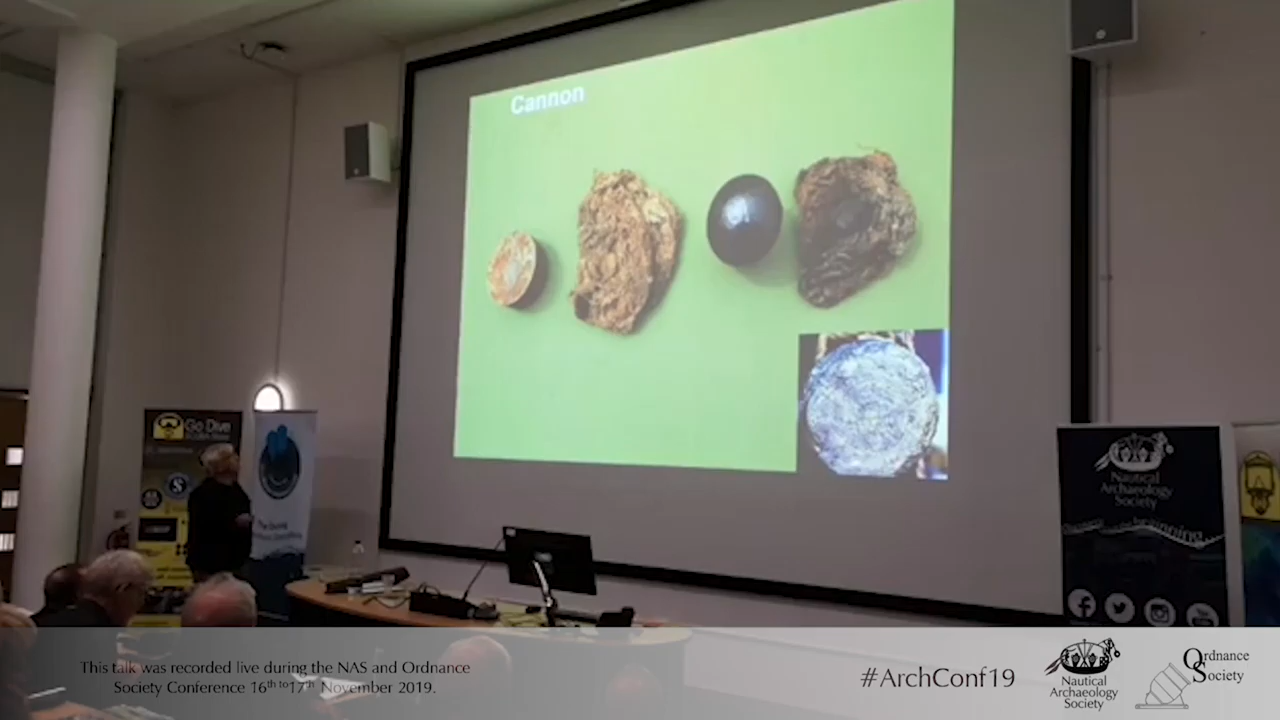 Cannon
Go Dive
Nautical
Archaeology
Society
This talk was recorded live during the NAS and Ordnance
Society Conference 16th to 17th November 2019.
#ArchConf19
Nautical
Archaeology
Society
Ordnance
Society